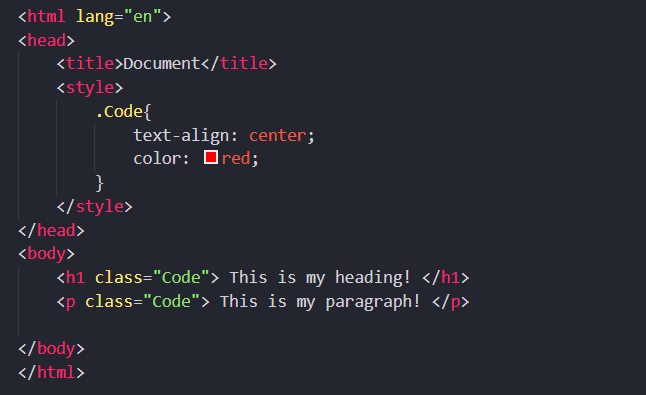 <html lang="en">
<head>
<title>Document</title>
<style>
.Code{
text-align: center;
color: red;
}
</style>
</head>
<body>
<h1 class="Code"> This is my heading! </h1>
<p class="Code"> This is my paragraph! </p>
</body>
</html>